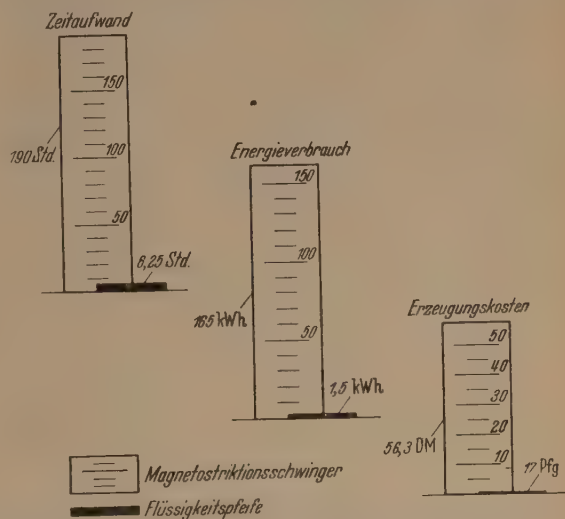 Zeitaufwand
150
100
50
190 Std.
6,25 Std.
Energieverbrauch
150
100
50
165 kWh
1,5 kWh
Erzeugungskosten
50
40
30
20
10
56,3 DM
17 Pfg
Magnetostriktionsschwinger
Flüssigkeitspfeife